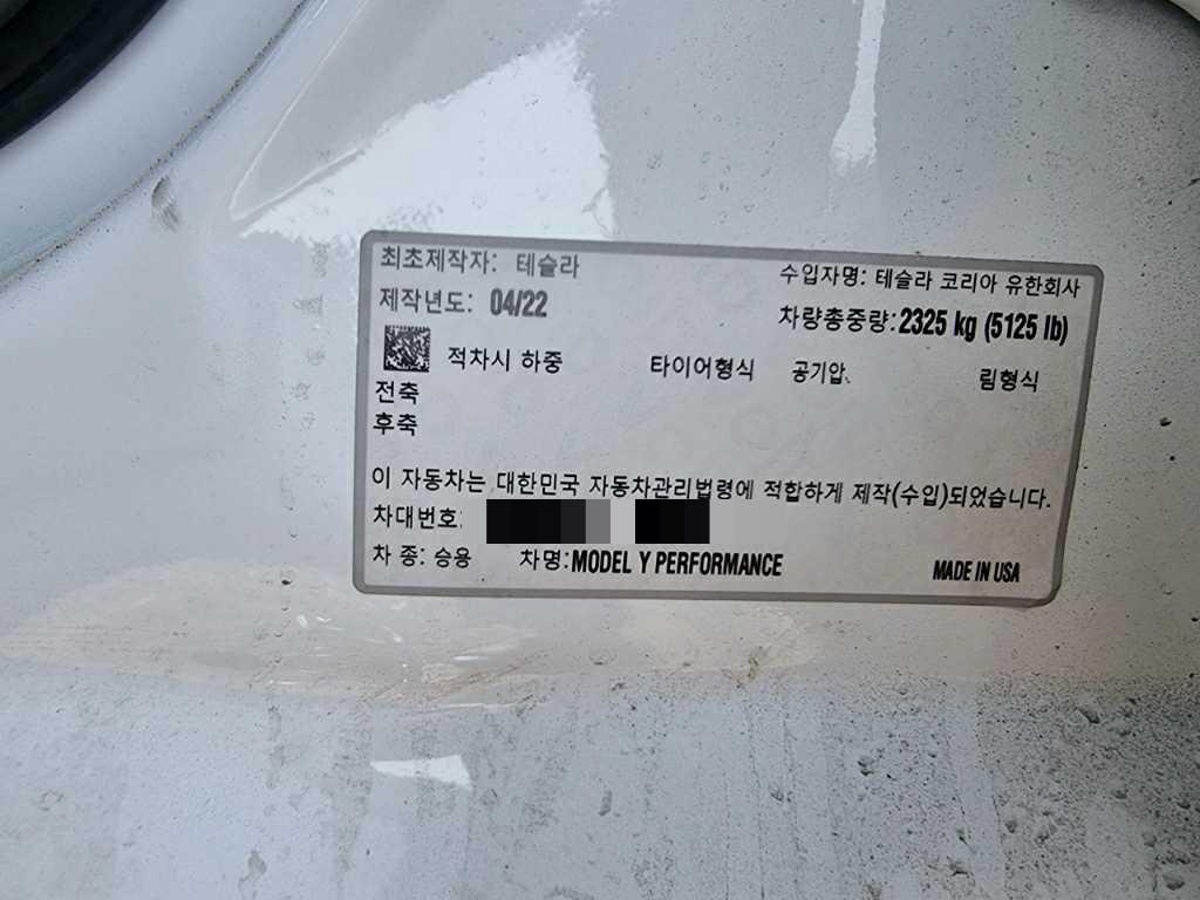 최초제작자: 테슬라 수입자명: 테슬라 코리아 유한회사
제작년도: 04/22 차량총중량:2325 kg (5125 lb)
적차시 하중 타이어형식 공기압. 림형식
전축
후축
이 자동차는 대한민국 자동차관리법령에 적합하게 제작(수입)되었습니다.
차대번호:
차 종: 승용 차명:MODEL Y PERFORMANCE MADE IN USA